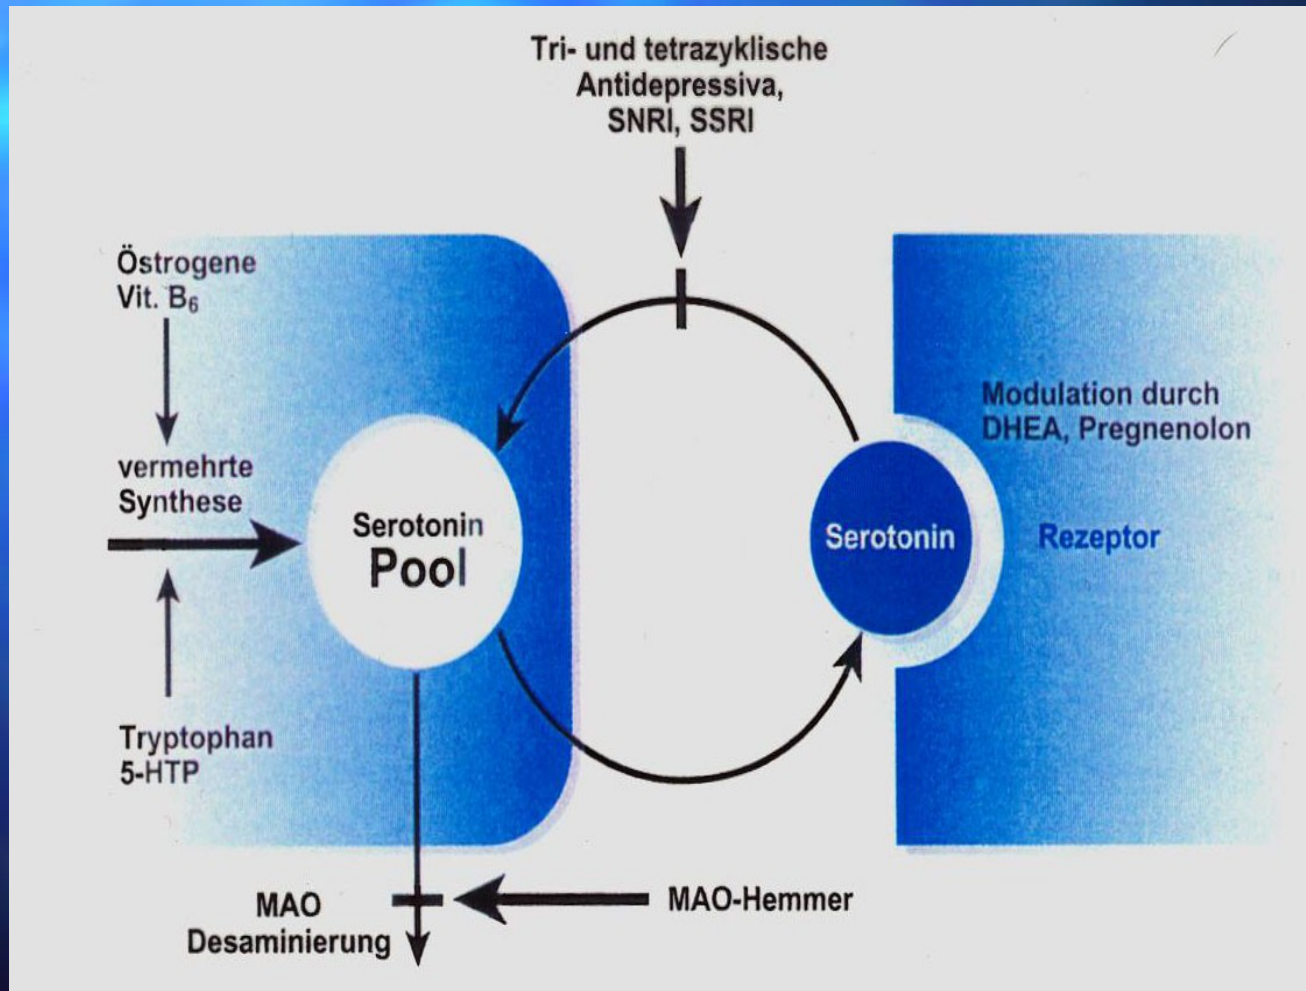 Tri- und tetrazyklische
Antidepressiva,
SNRI, SSRI
Östrogene
Vit. B₆
vermehrte
Synthese
Serotonin
Pool
Tryptophan
5-HTP
Serotonin
Modulation durch
DHEA, Pregnenolon
Rezeptor
MAO
Desaminierung
MAO-Hemmer